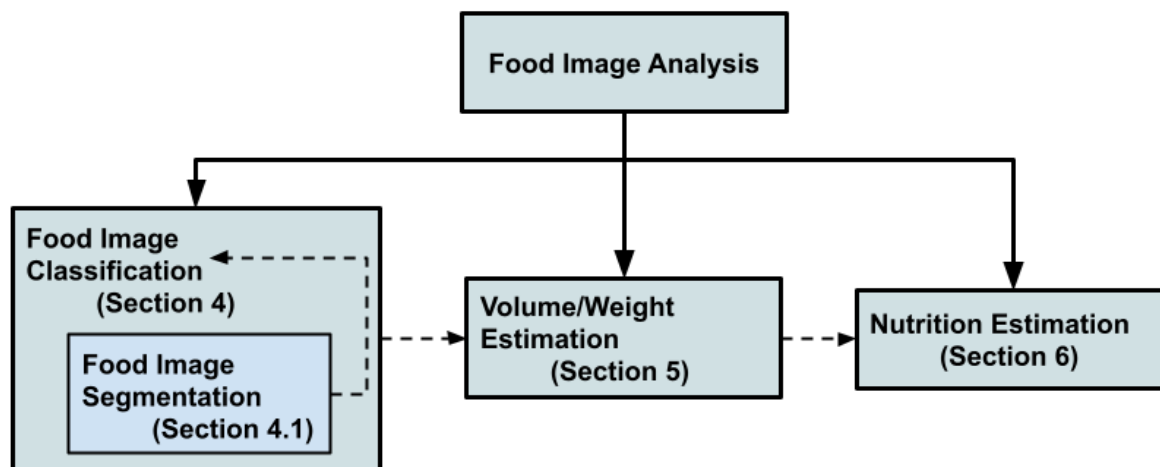 Food Image Analysis
Food Image
Classification
(Section 4)
Food Image
Segmentation
(Section 4.1)
Volume/Weight
Estimation
(Section 5)
Nutrition Estimation
(Section 6)